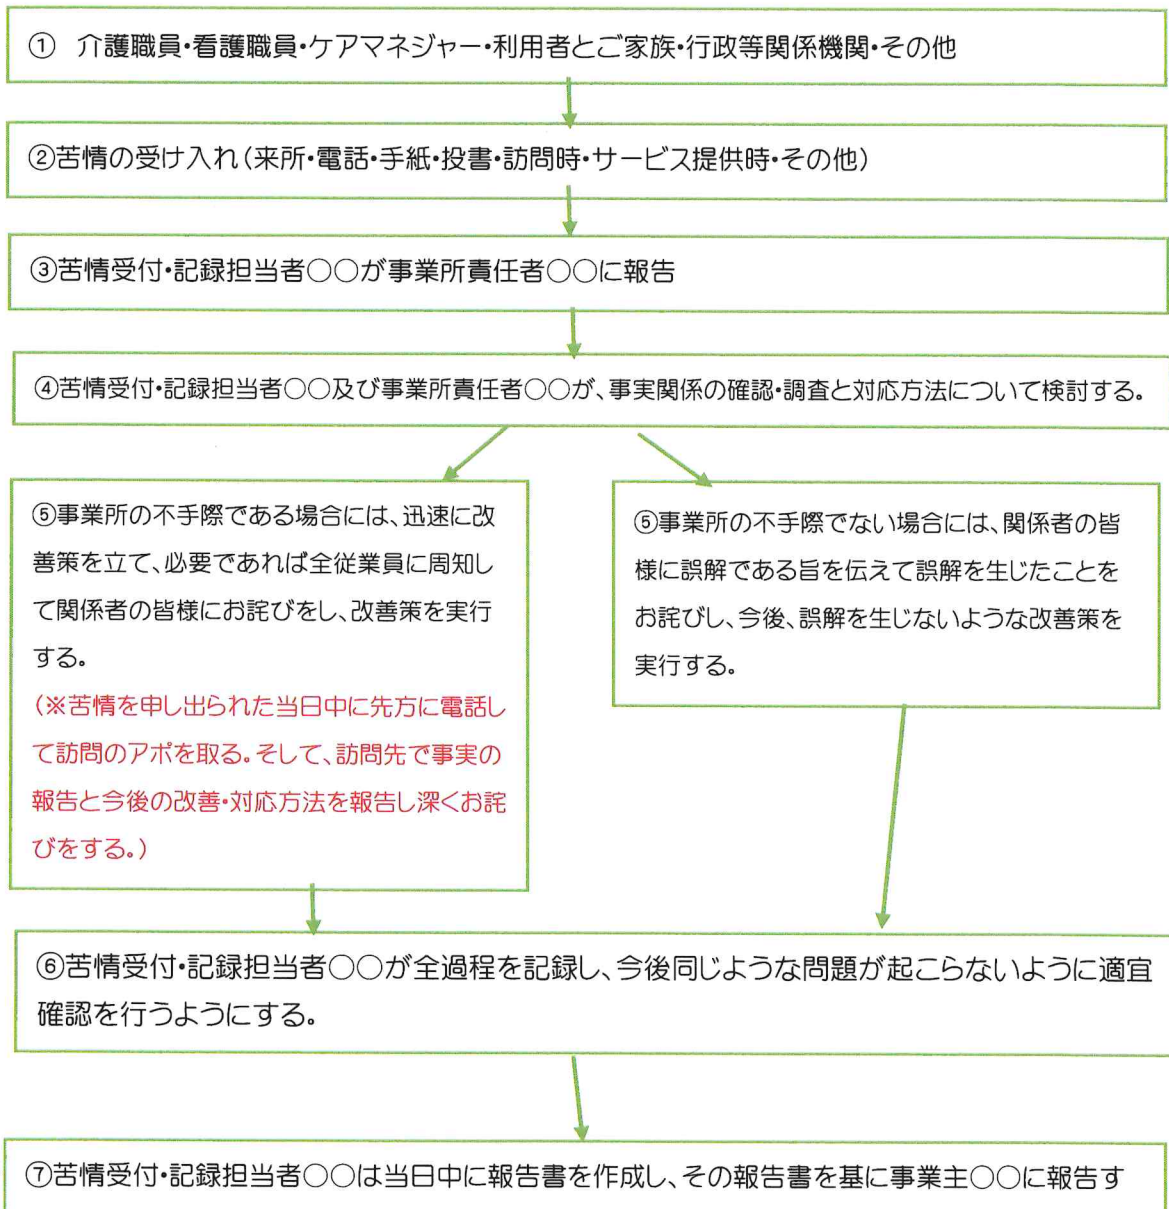 ① 介護職員・看護職員・ケアマネジャー・利用者とご家族・行政等関係機関・その他
②苦情の受け入れ(来所・電話・手紙・投書・訪問時・サービス提供時・その他)
③苦情受付・記録担当者○○が事業所責任者○○に報告
④苦情受付・記録担当者○○及び事業所責任者○○が、事実関係の確認・調査と対応方法について検討する。
⑤事業所の不手際である場合には、迅速に改
善策を立て、必要であれば全従業員に周知し
て関係者の皆様にお詫びをし、改善策を実行
する。
(※苦情を申し出られた当日中に先方に電話し
て訪問のアポを取る。そして、訪問先で事実の
報告と今後の改善・対応方法を報告し深くお詫
びをする。)
⑤事業所の不手際でない場合には、関係者の皆
様に誤解である旨を伝えて誤解を生じたことを
お詫びし、今後、誤解を生じないような改善策を
実行する。
⑥苦情受付・記録担当者○○が全過程を記録し、今後同じような問題が起こらないように適宜
確認を行うようにする。
⑦苦情受付・記録担当者○○は当日中に報告書を作成し、その報告書を基に事業主○○に報告す